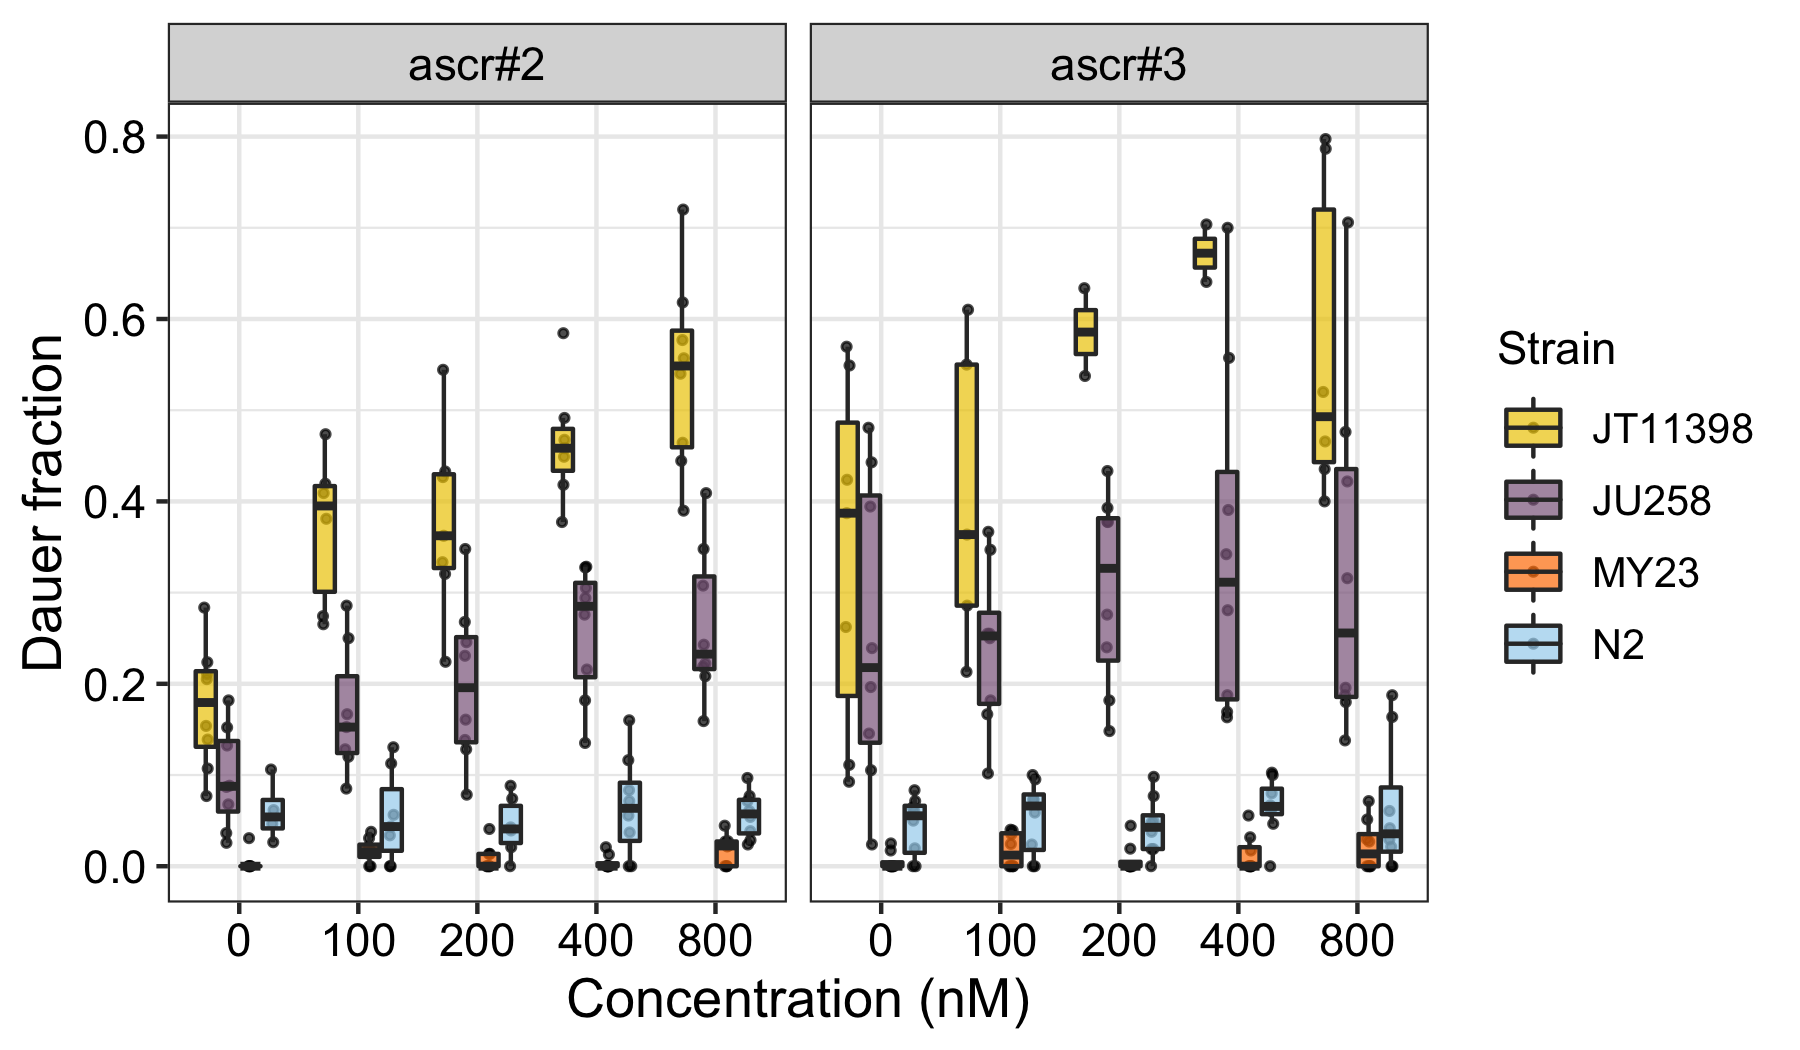 ascr#2 ascr#3
0.8
0.6
0.4
0.2
0.0
Dauer fraction
0 100 200 400 800 0 100 200 400 800
Concentration (nM)
Strain
JT11398
JU258
MY23
N2